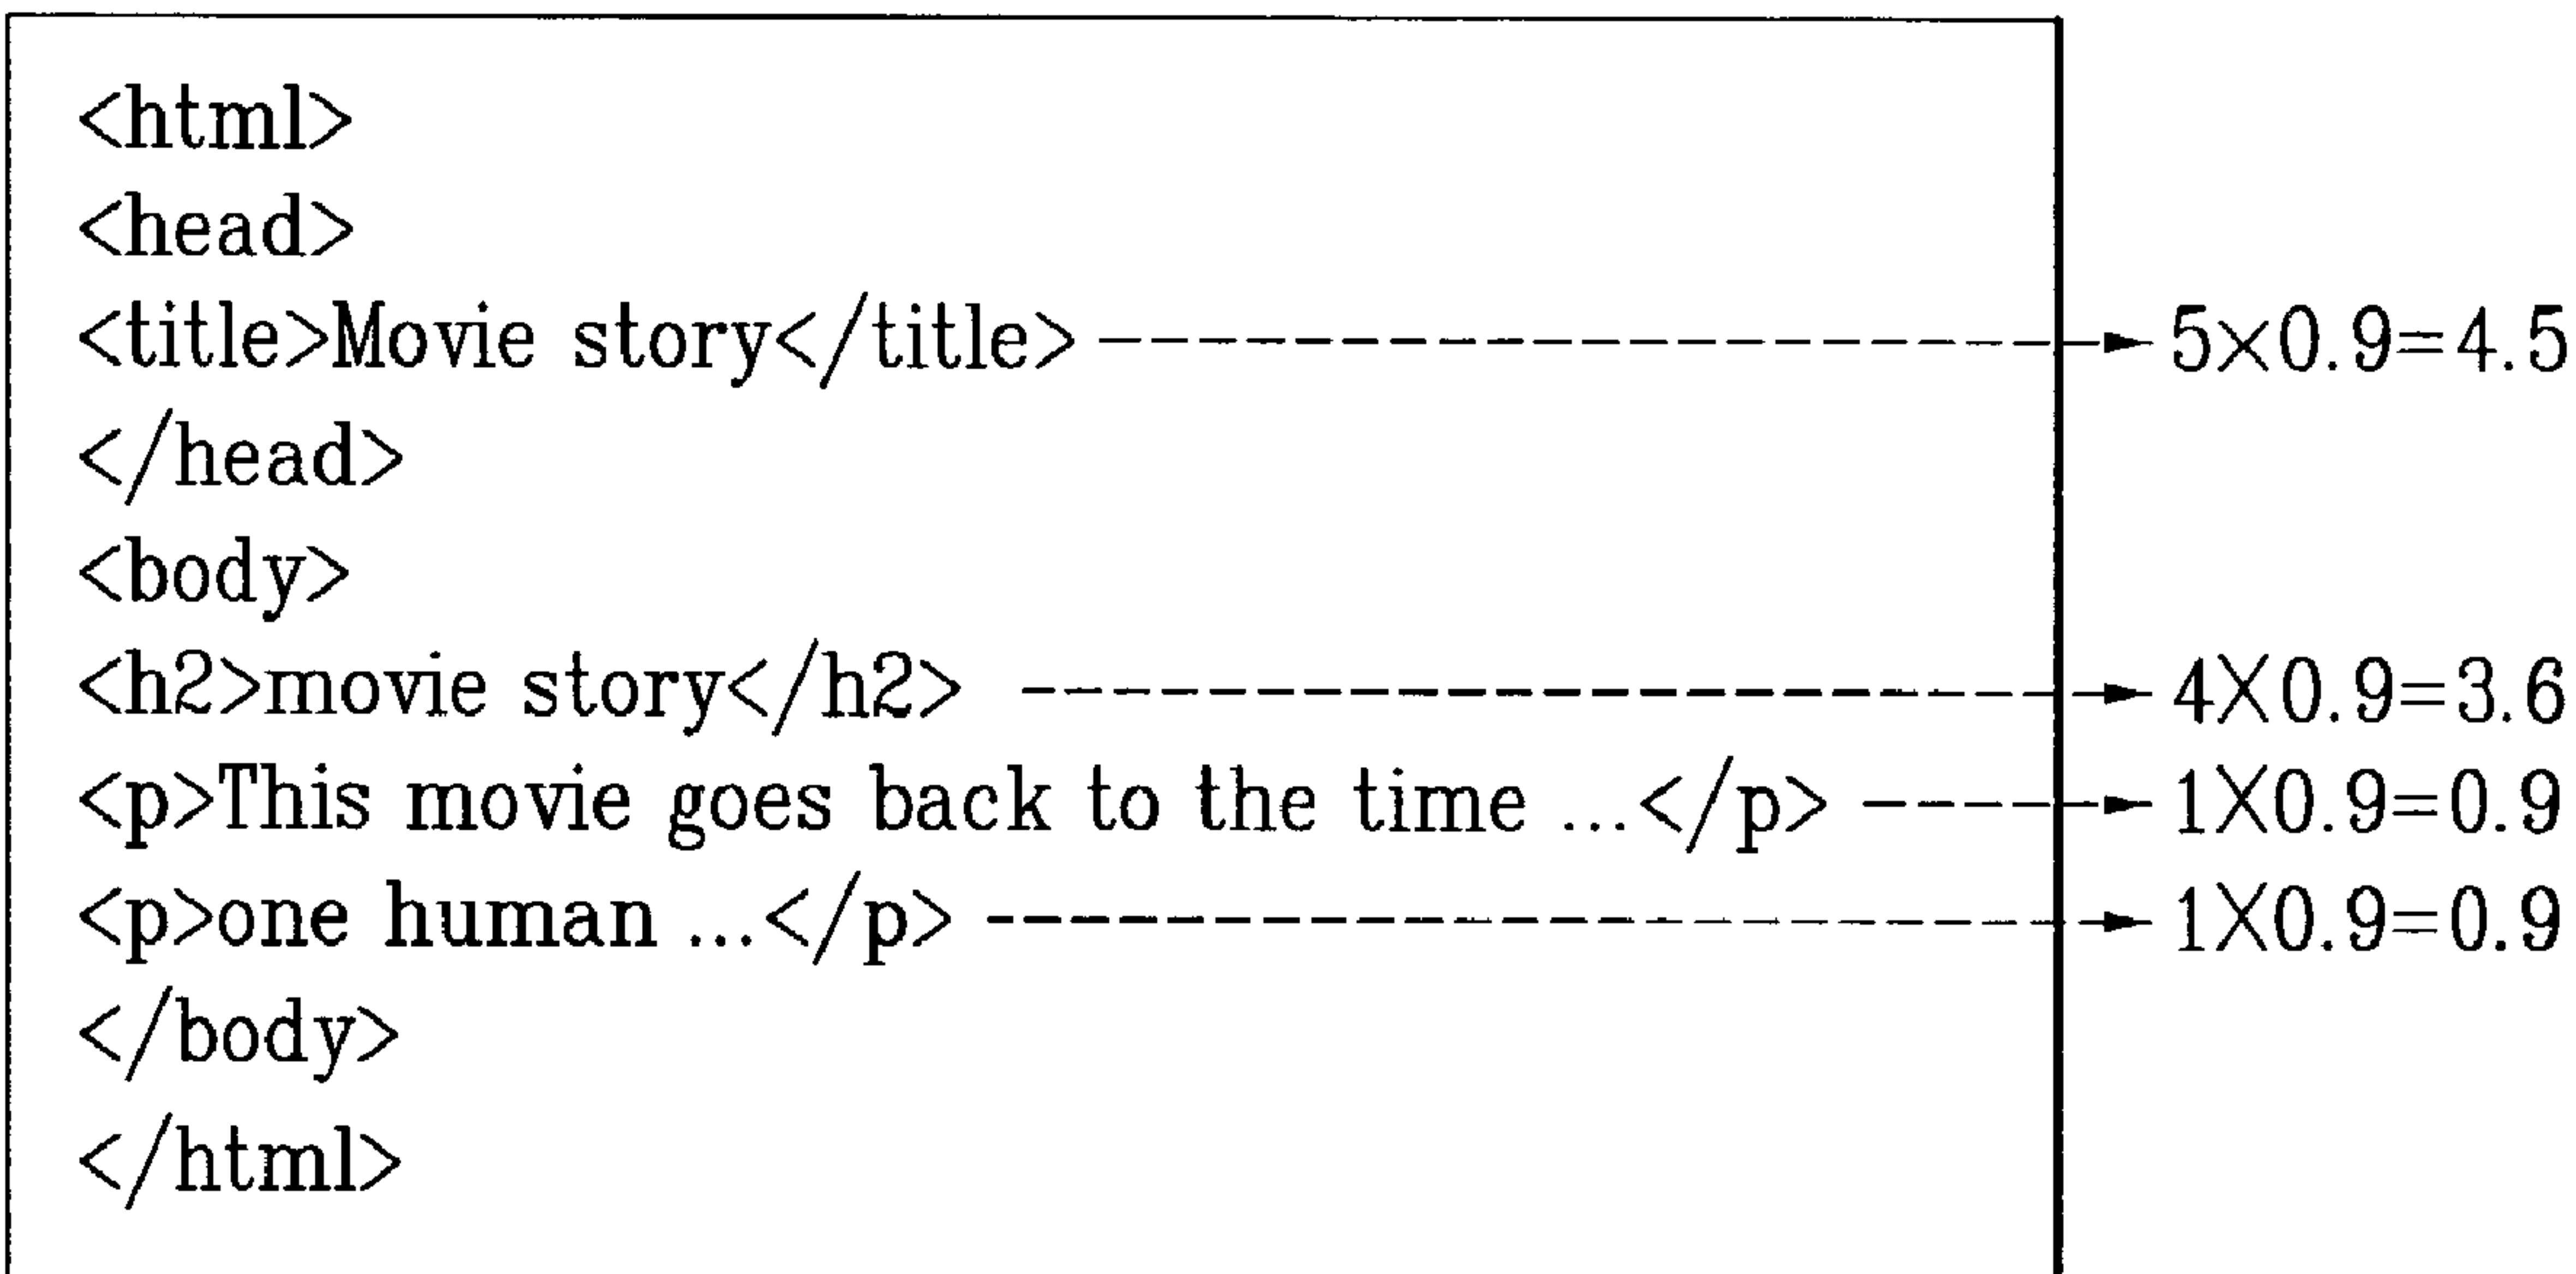 <html>
<head>
<title>Movie story</title> 5×0.9=4.5
</head>
<body>
<h2>movie story</h2> 4×0.9=3.6
<p>This movie goes back to the time ...</p> 1×0.9=0.9
<p>one human ...</p> 1×0.9=0.9
</body>
</html>